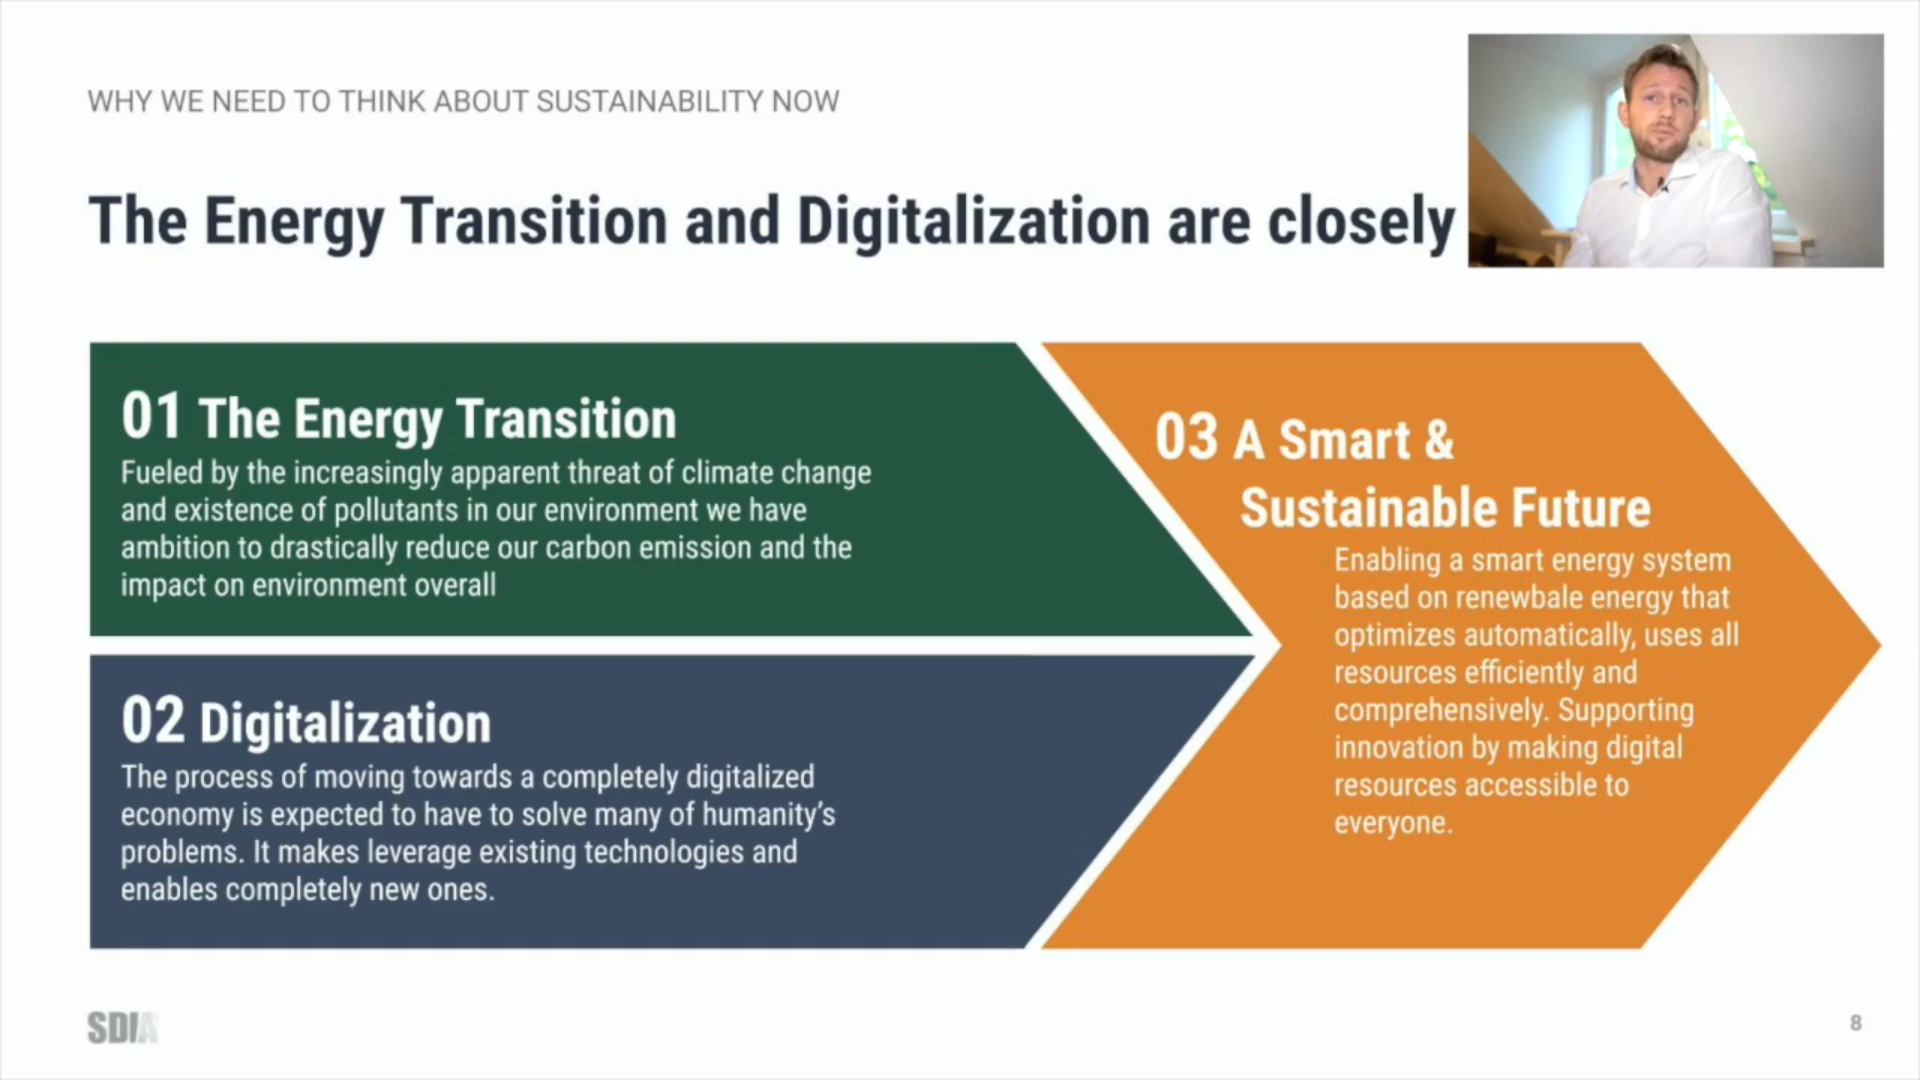 WHY WE NEED TO THINK ABOUT SUSTAINABILITY NOW
The Energy Transition and Digitalization are closely
01 The Energy Transition
Fueled by the increasingly apparent threat of climate change
and existence of pollutants in our environment we have
ambition to drastically reduce our carbon emission and the
impact on environment overall
02 Digitalization
The process of moving towards a completely digitalized
economy is expected to have to solve many of humanity’s
problems. It makes leverage existing technologies and
enables completely new ones.
03 A Smart &
Sustainable Future
Enabling a smart energy system
based on renewbale energy that
optimizes automatically, uses all
resources efficiently and
comprehensively. Supporting
innovation by making digital
resources accessible to
everyone.
SDIA
8